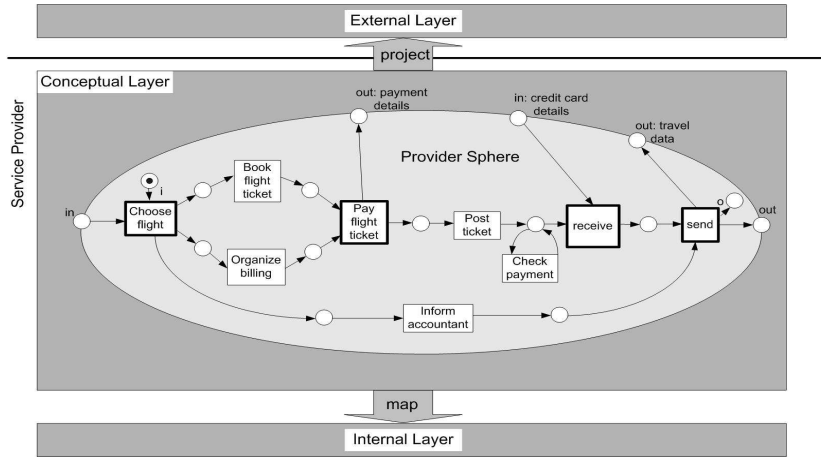 External Layer
project
Service Provider
Conceptual Layer
out: payment
details
in: credit card
details
out: travel
data
Provider Sphere
in
i
Choose
flight
Book
flight
ticket
Organize
billing
Pay
flight
ticket
Post
ticket
Check
payment
receive
send
o
out
Inform
accountant
map
Internal Layer